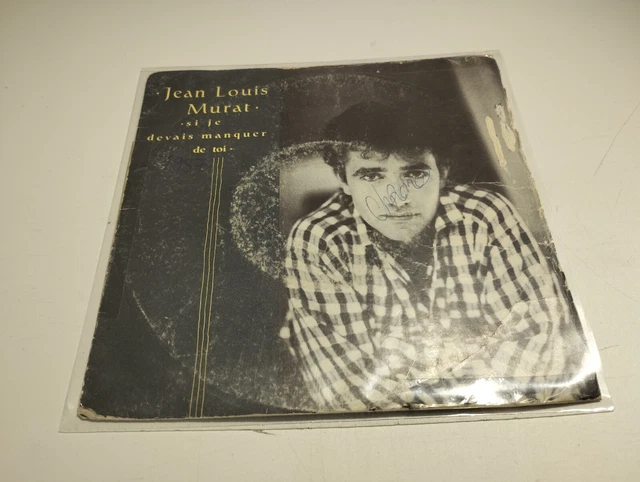 · Jean Louis
Murat ·
· si je
devais manquer
de toi ·